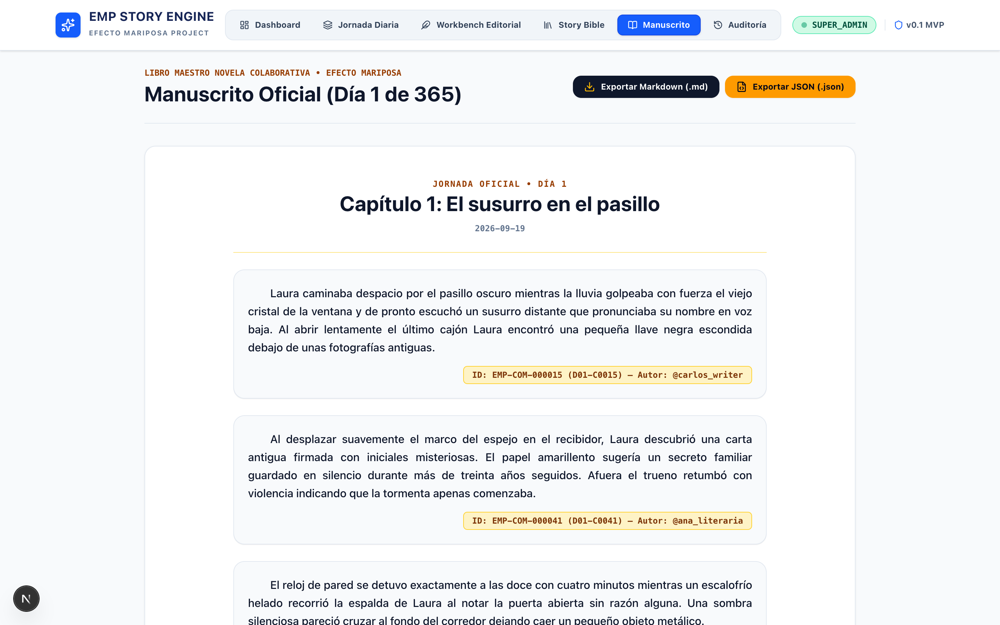 EMP STORY ENGINE
EFECTO MARIPOSA PROJECT
Dashboard
Jornada Diaria
Workbench Editorial
Story Bible
Manuscrito
Auditoría
SUPER_ADMIN
v0.1 MVP
LIBRO MAESTRO NOVELA COLABORATIVA • EFECTO MARIPOSA
Manuscrito Oficial (Día 1 de 365)
Exportar Markdown (.md)
Exportar JSON (.json)
JORNADA OFICIAL • DÍA 1
Capítulo 1: El susurro en el pasillo
2026-09-19
Laura caminaba despacio por el pasillo oscuro mientras la lluvia golpeaba con fuerza el viejo
cristal de la ventana y de pronto escuchó un susurro distante que pronunciaba su nombre en voz
baja. Al abrir lentamente el último cajón Laura encontró una pequeña llave negra escondida
debajo de unas fotografías antiguas.
ID: EMP-COM-000015 (D01-C0015) — Autor: @carlos_writer
Al desplazar suavemente el marco del espejo en el recibidor, Laura descubrió una carta
antigua firmada con iniciales misteriosas. El papel amarillento sugería un secreto familiar
guardado en silencio durante más de treinta años seguidos. Afuera el trueno retumbó con
violencia indicando que la tormenta apenas comenzaba.
ID: EMP-COM-000041 (D01-C0041) — Autor: @ana_literaria
El reloj de pared se detuvo exactamente a las doce con cuatro minutos mientras un escalofrío
helado recorrió la espalda de Laura al notar la puerta abierta sin razón alguna. Una sombra
silenciosa pareció cruzar al fondo del corredor dejando caer un pequeño objeto metálico.
N